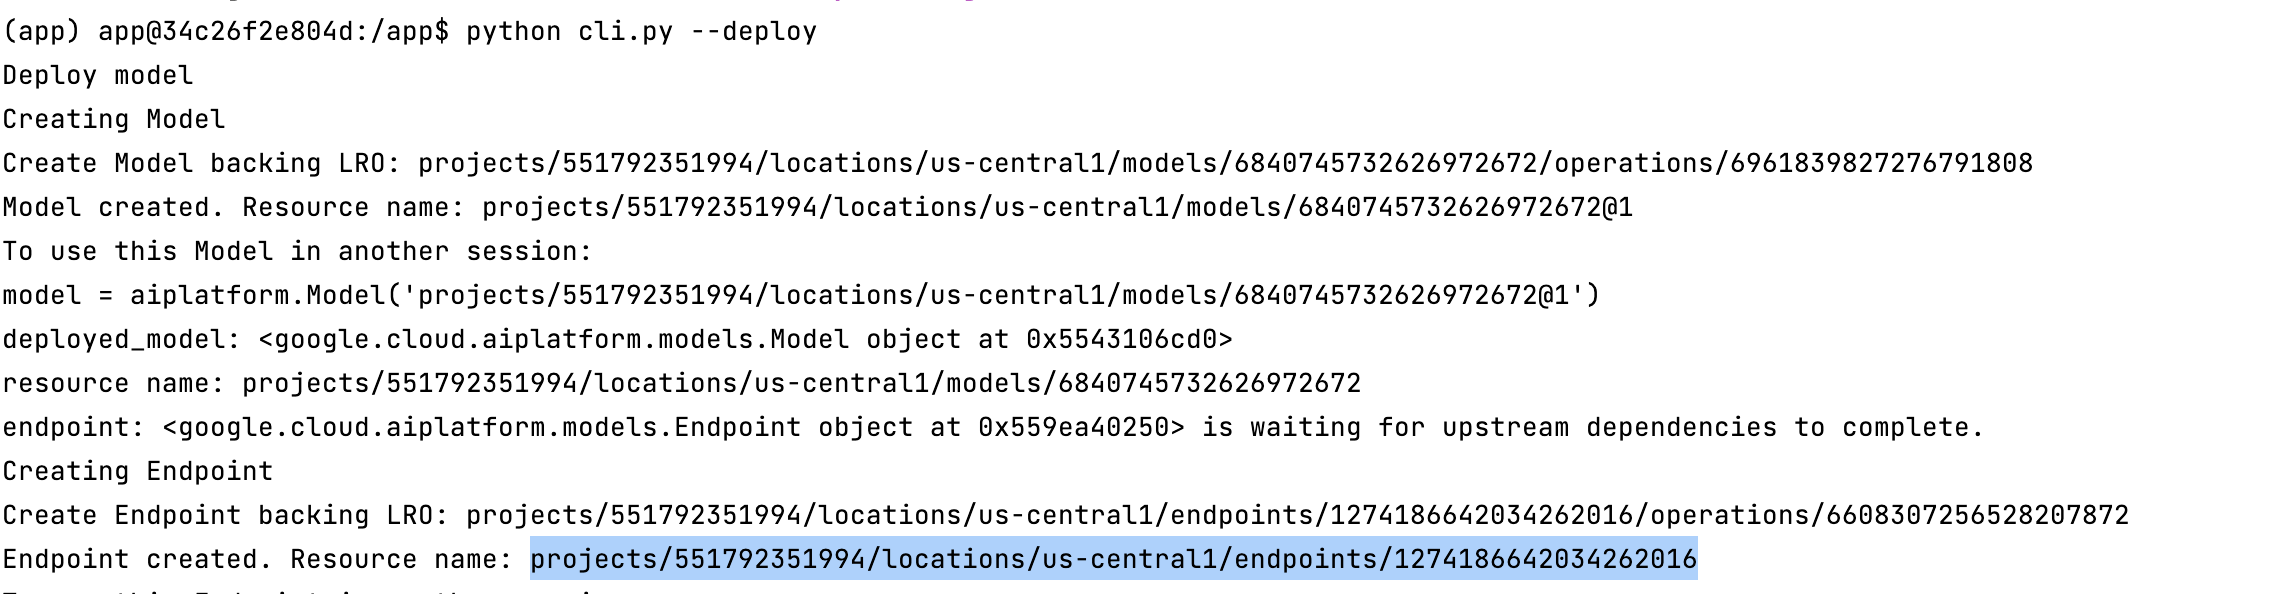 (app) app@34c26f2e804d:/app$ python cli.py --deploy
Deploy model
Creating Model
Create Model backing LRO: projects/551792351994/locations/us-central1/models/6840745732626972672/operations/6961839827276791808
Model created. Resource name: projects/551792351994/locations/us-central1/models/6840745732626972672@1
To use this Model in another session:
model = aiplatform.Model('projects/551792351994/locations/us-central1/models/6840745732626972672@1')
deployed_model: <google.cloud.aiplatform.models.Model object at 0x5543106cd0>
resource name: projects/551792351994/locations/us-central1/models/6840745732626972672
endpoint: <google.cloud.aiplatform.models.Endpoint object at 0x559ea40250> is waiting for upstream dependencies to complete.
Creating Endpoint
Create Endpoint backing LRO: projects/551792351994/locations/us-central1/endpoints/1274186642034262016/operations/6608307256528207872
Endpoint created. Resource name: projects/551792351994/locations/us-central1/endpoints/1274186642034262016